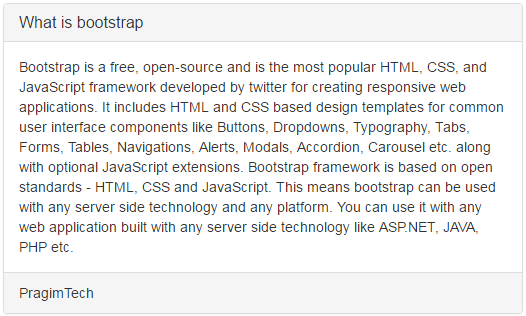 What is bootstrap
Bootstrap is a free, open-source and is the most popular HTML, CSS, and
JavaScript framework developed by twitter for creating responsive web
applications. It includes HTML and CSS based design templates for common
user interface components like Buttons, Dropdowns, Typography, Tabs,
Forms, Tables, Navigations, Alerts, Modals, Accordion, Carousel etc. along
with optional JavaScript extensions. Bootstrap framework is based on open
standards - HTML, CSS and JavaScript. This means bootstrap can be used
with any server side technology and any platform. You can use it with any
web application built with any server side technology like ASP.NET, JAVA,
PHP etc.
PragimTech